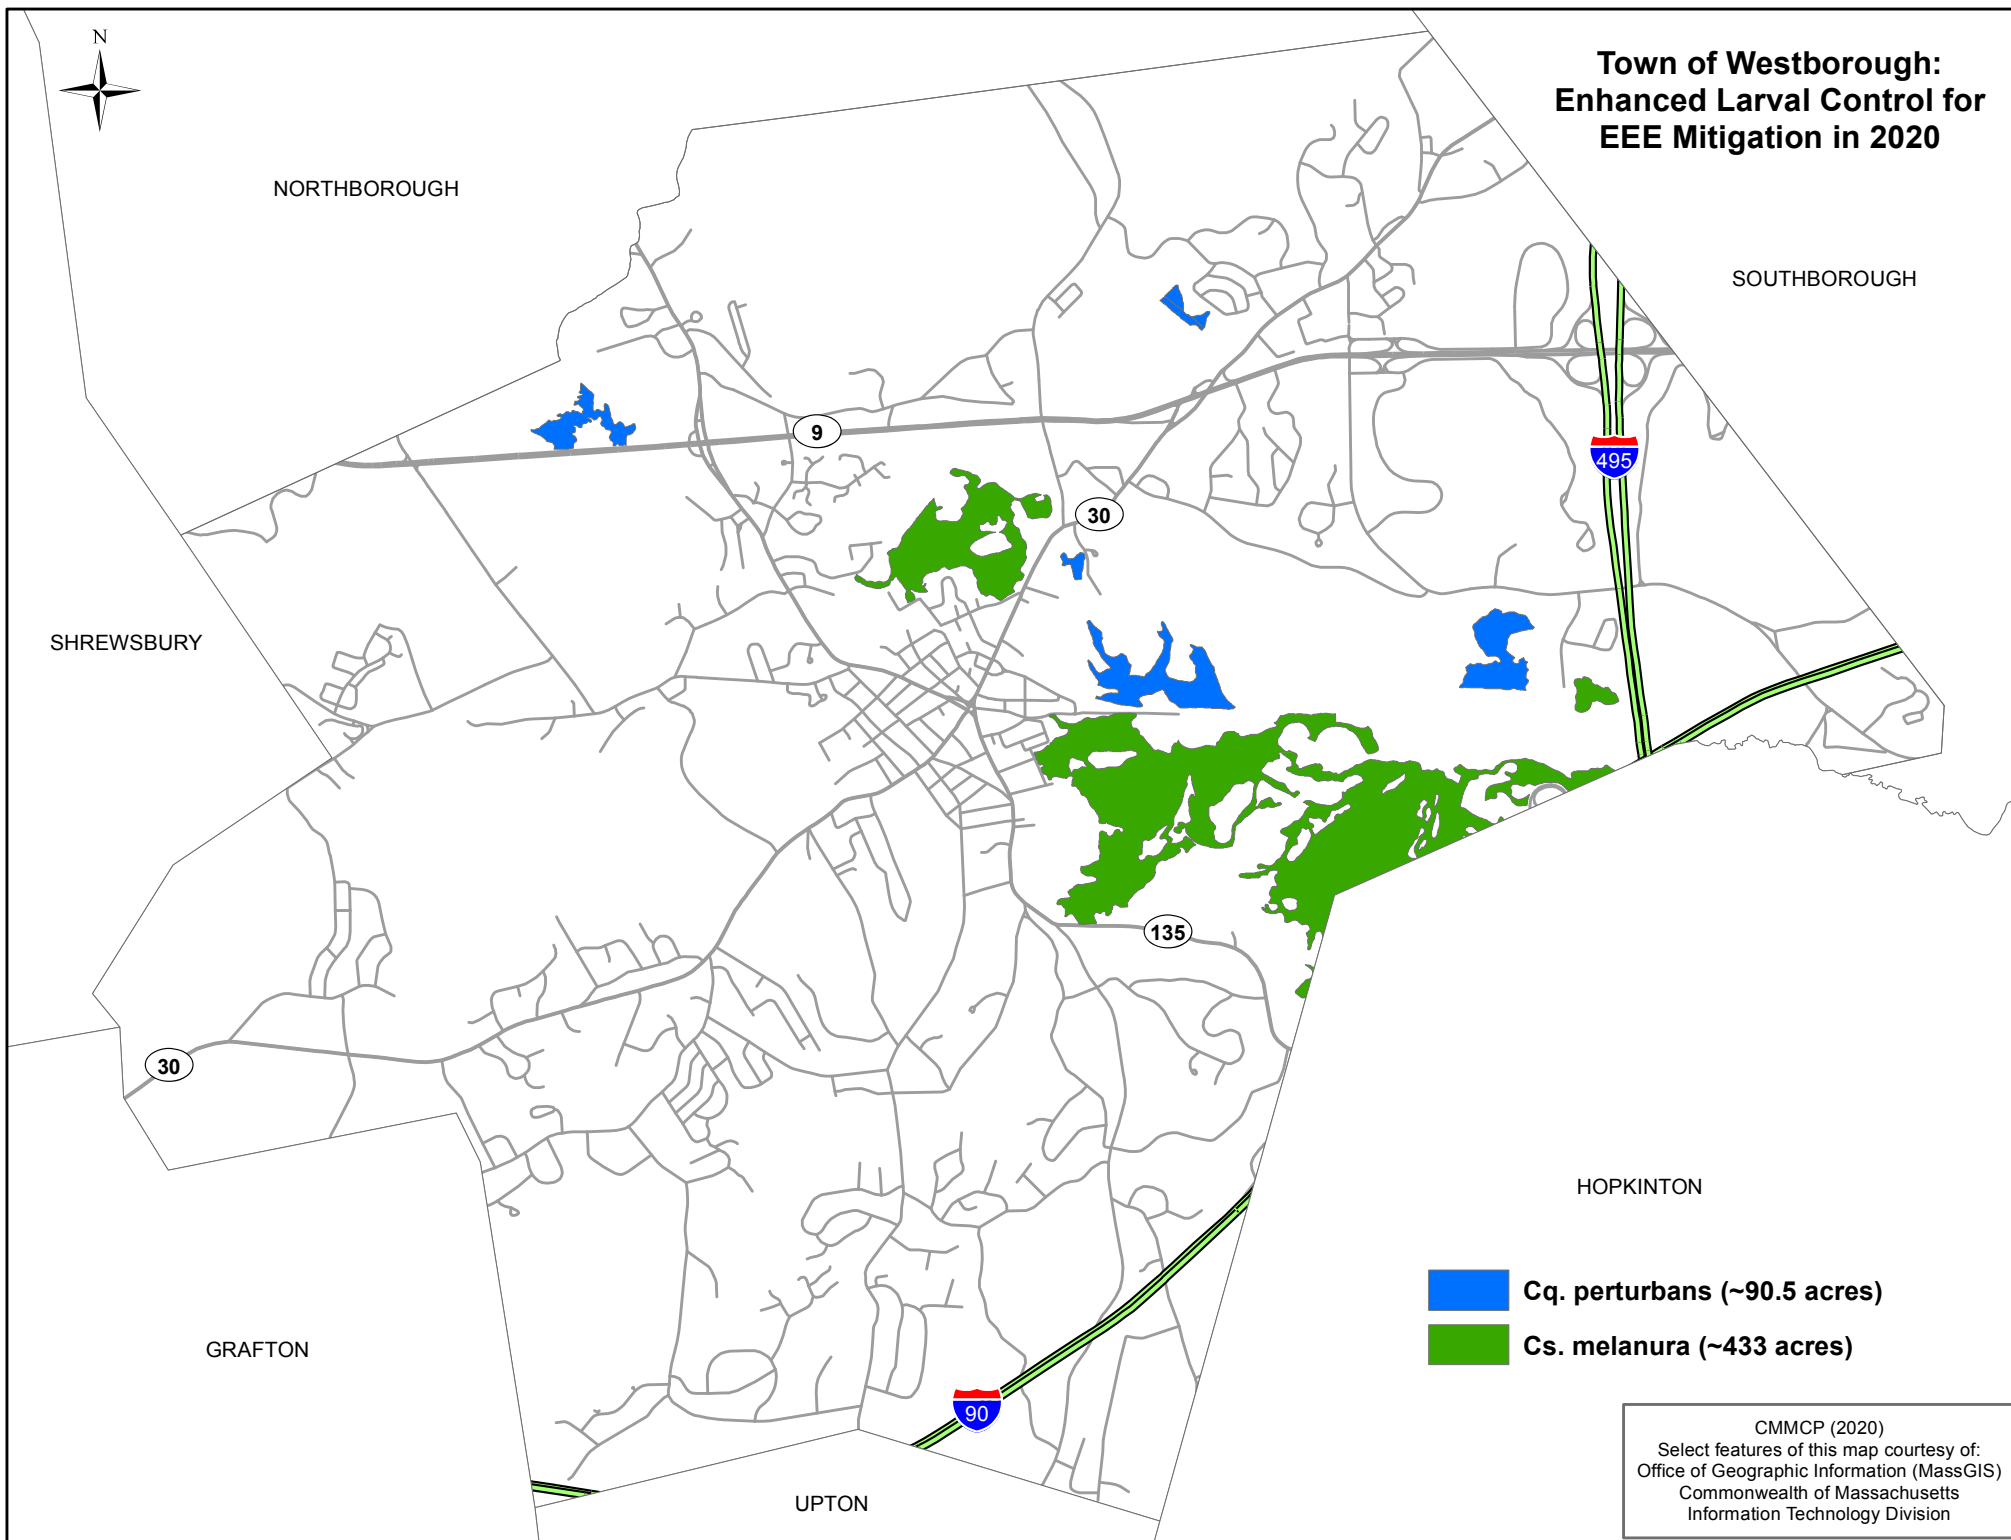 Town of Westborough:
Enhanced Larval Control for
EEE Mitigation in 2020
N
NORTHBOROUGH
SOUTHBOROUGH
9
495
30
SHREWSBURY
135
30
HOPKINTON
Cq. perturbans (~90.5 acres)
Cs. melanura (~433 acres)
GRAFTON
90
UPTON
CMMCP (2020)
Select features of this map courtesy of:
Office of Geographic Information (MassGIS)
Commonwealth of Massachusetts
Information Technology Division